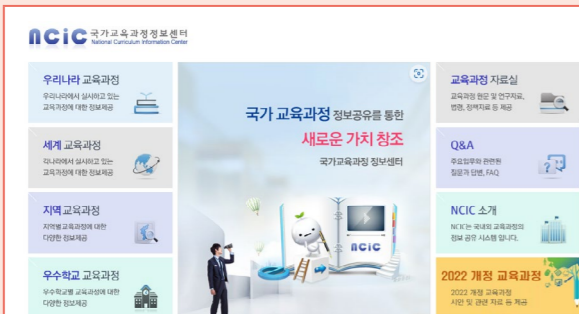 ncic 국가교육과정정보센터
National Curriculum Information Center
우리나라 교육과정
우리나라에서 실시하고 있는
교육과정에 대한 정보제공
세계 교육과정
각나라에서 실시하고 있는
교육과정에 대한 정보제공
지역 교육과정
지역별 교육과정에 대한
다양한 정보제공
우수학교 교육과정
우수학교별 교육과정에 대한
다양한 정보제공
국가 교육과정 정보공유를 통한
새로운 가치 창조
국가교육과정 정보센터
ncic
교육과정 자료실
교육과정 원문 및 연구자료,
법령, 정책자료 등 제공
Q&A
주요업무와 관련된
질문과 답변, FAQ
NCIC 소개
NCIC는 국내외 교육과정의
정보 공유 시스템 입니다.
2022 개정 교육과정
2022 개정 교육과정
시안 및 관련 자료 등 제공